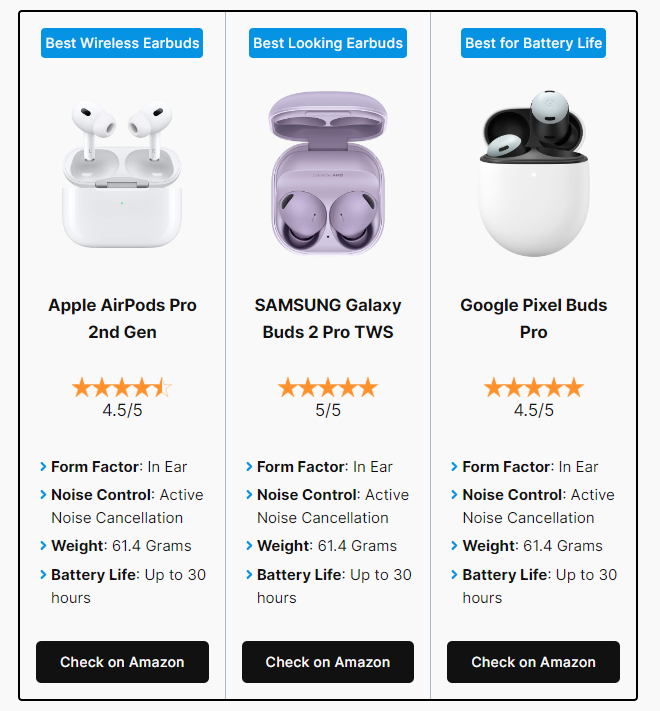 Best Wireless Earbuds
Best Looking Earbuds
Best for Battery Life
Apple AirPods Pro
2nd Gen
SAMSUNG Galaxy
Buds 2 Pro TWS
Google Pixel Buds
Pro
4.5/5
5/5
4.5/5
Form Factor: In Ear
Noise Control: Active
Noise Cancellation
Weight: 61.4 Grams
Battery Life: Up to 30
hours
Form Factor: In Ear
Noise Control: Active
Noise Cancellation
Weight: 61.4 Grams
Battery Life: Up to 30
hours
Form Factor: In Ear
Noise Control: Active
Noise Cancellation
Weight: 61.4 Grams
Battery Life: Up to 30
hours
Check on Amazon
Check on Amazon
Check on Amazon